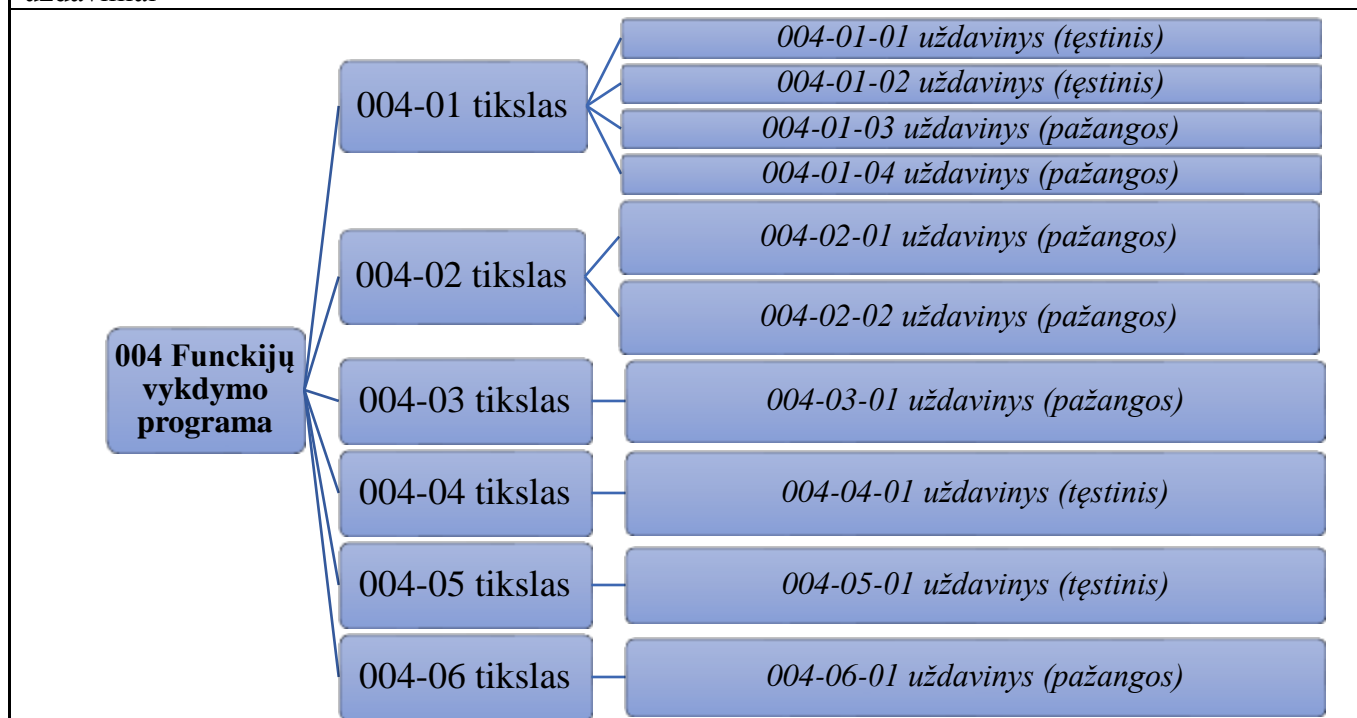 uždaviniai
004 Funckijų
vykdymo
programa
004-01 tikslas
004-01-01 uždavinys (tęstinis)
004-01-02 uždavinys (tęstinis)
004-01-03 uždavinys (pažangos)
004-01-04 uždavinys (pažangos)
004-02 tikslas
004-02-01 uždavinys (pažangos)
004-02-02 uždavinys (pažangos)
004-03 tikslas
004-03-01 uždavinys (pažangos)
004-04 tikslas
004-04-01 uždavinys (tęstinis)
004-05 tikslas
004-05-01 uždavinys (tęstinis)
004-06 tikslas
004-06-01 uždavinys (pažangos)